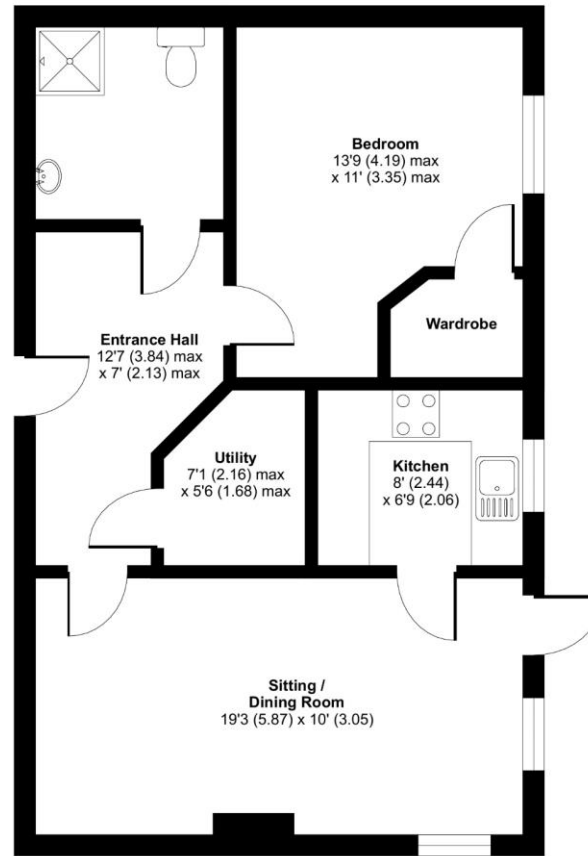 Bedroom
13'9 (4.19) max
x 11' (3.35) max
Wardrobe
Entrance Hall
12'7 (3.84) max
x 7' (2.13) max
Utility
7'1 (2.16) max
x 5'6 (1.68) max
Kitchen
8' (2.44)
x 6'9 (2.06)
Sitting /
Dining Room
19'3 (5.87) x 10' (3.05)